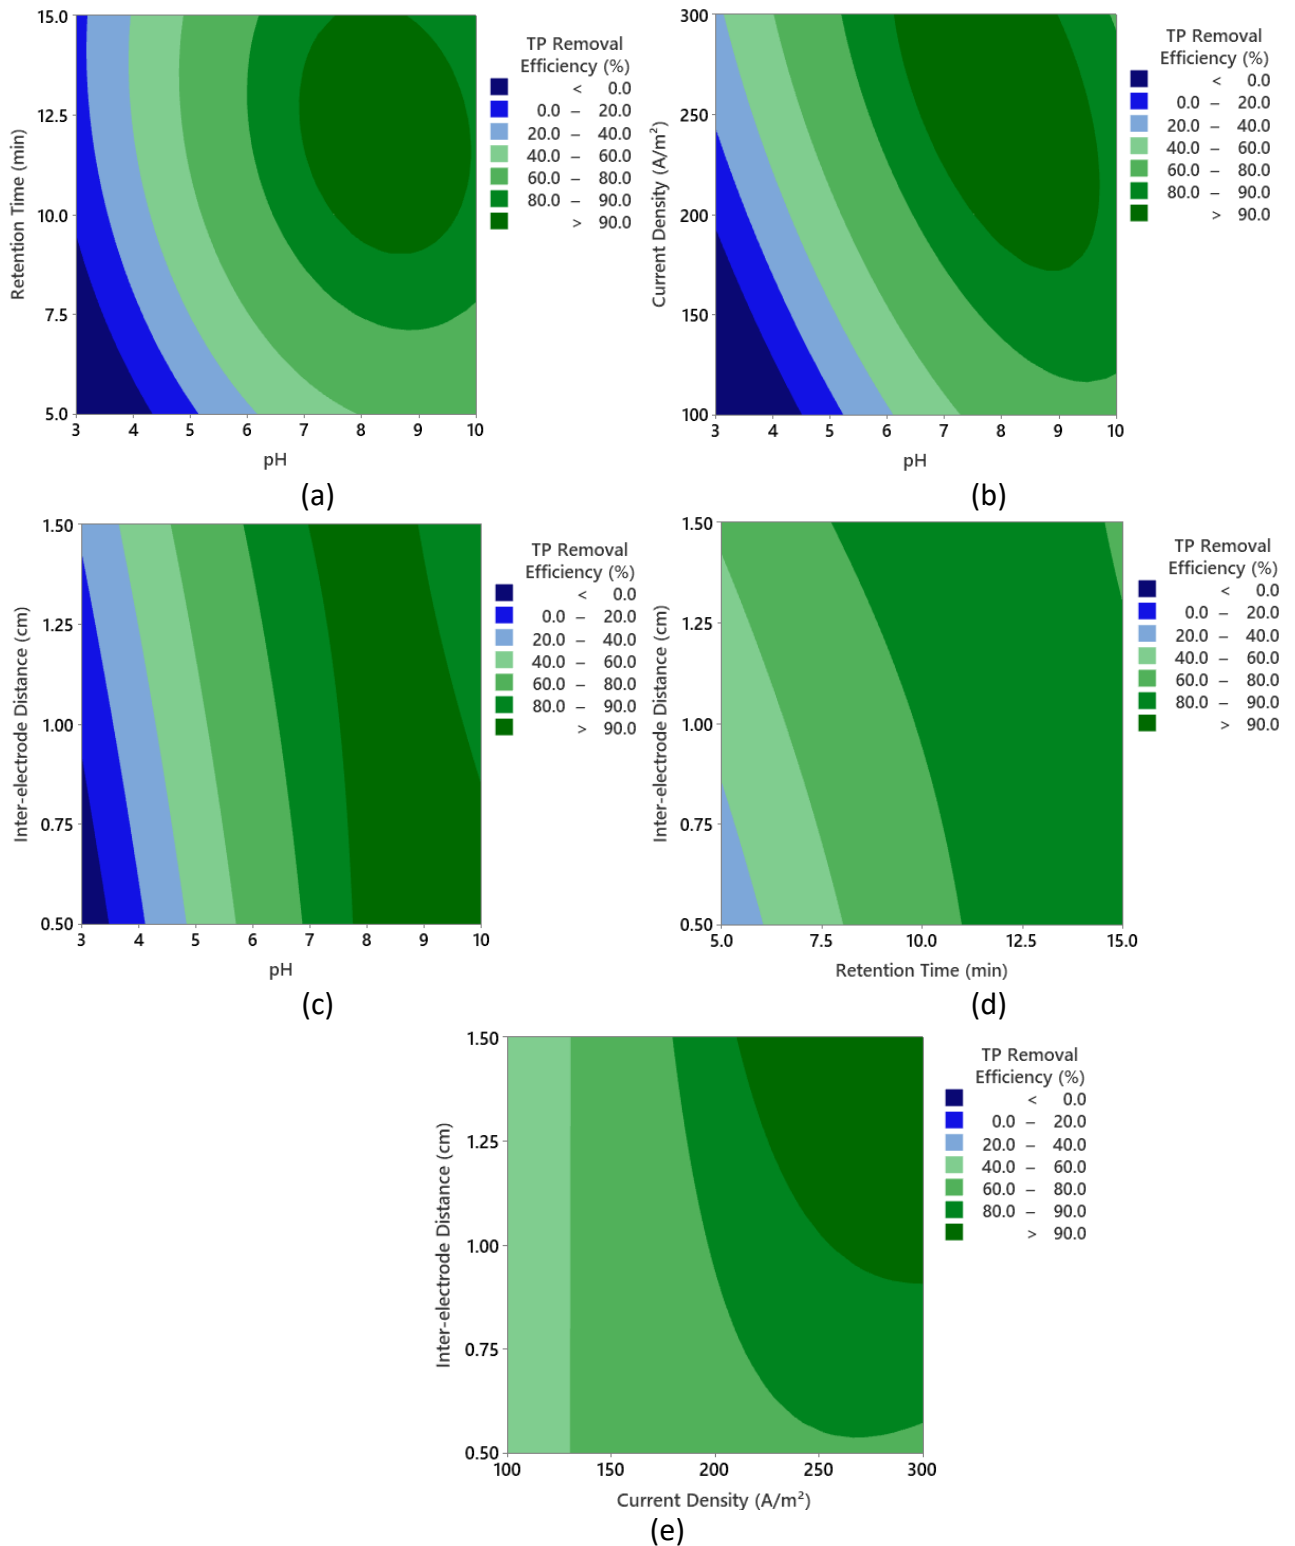 15.0
12.5
10.0
7.5
5.0
Retention Time (min)
3 4 5 6 7 8 9 10
pH
TP Removal
Efficiency (%)
< 0.0
0.0 – 20.0
20.0 – 40.0
40.0 – 60.0
60.0 – 80.0
80.0 – 90.0
> 90.0
(a)
300
250
200
150
100
Current Density (A/m²)
3 4 5 6 7 8 9 10
pH
TP Removal
Efficiency (%)
< 0.0
0.0 – 20.0
20.0 – 40.0
40.0 – 60.0
60.0 – 80.0
80.0 – 90.0
> 90.0
(b)
1.50
1.25
1.00
0.75
0.50
Inter-electrode Distance (cm)
3 4 5 6 7 8 9 10
pH
TP Removal
Efficiency (%)
< 0.0
0.0 – 20.0
20.0 – 40.0
40.0 – 60.0
60.0 – 80.0
80.0 – 90.0
> 90.0
(c)
1.50
1.25
1.00
0.75
0.50
Inter-electrode Distance (cm)
5.0 7.5 10.0 12.5 15.0
Retention Time (min)
TP Removal
Efficiency (%)
< 0.0
0.0 – 20.0
20.0 – 40.0
40.0 – 60.0
60.0 – 80.0
80.0 – 90.0
> 90.0
(d)
1.50
1.25
1.00
0.75
0.50
Inter-electrode Distance (cm)
100 150 200 250 300
Current Density (A/m²)
TP Removal
Efficiency (%)
< 0.0
0.0 – 20.0
20.0 – 40.0
40.0 – 60.0
60.0 – 80.0
80.0 – 90.0
> 90.0
(e)